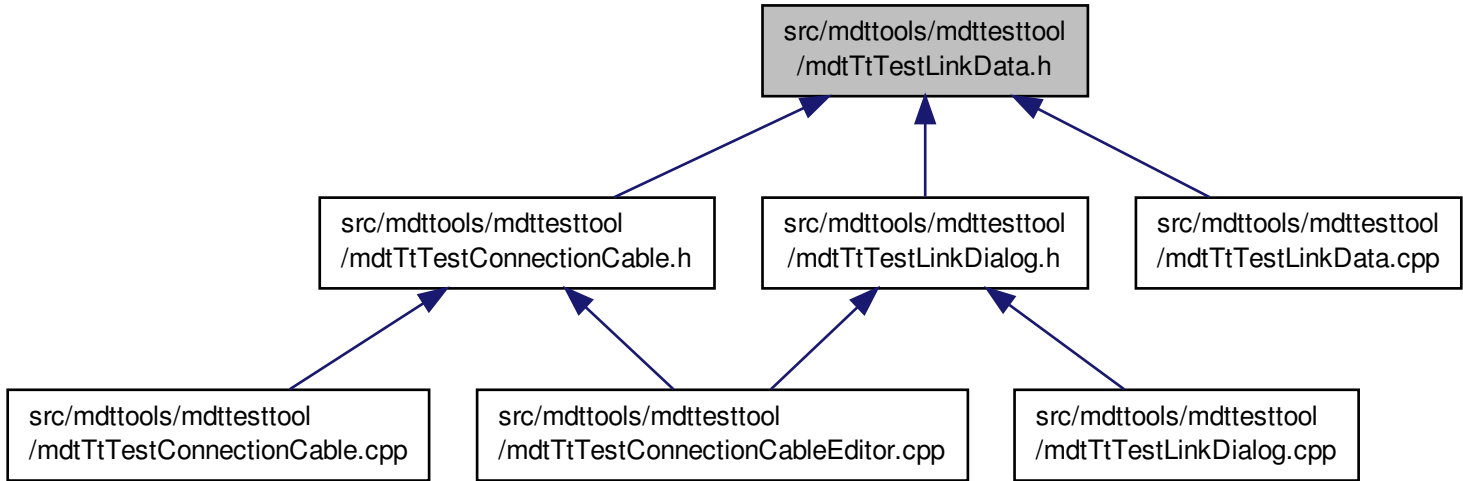 src/mdttools/mdttesttool
/mdtTtTestLinkData.h
src/mdttools/mdttesttool
/mdtTtTestConnectionCable.h
src/mdttools/mdttesttool
/mdtTtTestLinkDialog.h
src/mdttools/mdttesttool
/mdtTtTestLinkData.cpp
src/mdttools/mdttesttool
/mdtTtTestConnectionCable.cpp
src/mdttools/mdttesttool
/mdtTtTestConnectionCableEditor.cpp
src/mdttools/mdttesttool
/mdtTtTestLinkDialog.cpp